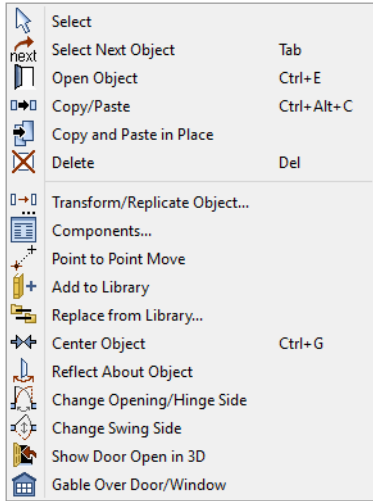 Select
next Select Next Object Tab
Open Object Ctrl+E
Copy/Paste Ctrl+Alt+C
Copy and Paste in Place
Delete Del
Transform/Replicate Object...
Components...
Point to Point Move
Add to Library
Replace from Library...
Center Object Ctrl+G
Reflect About Object
Change Opening/Hinge Side
Change Swing Side
Show Door Open in 3D
Gable Over Door/Window